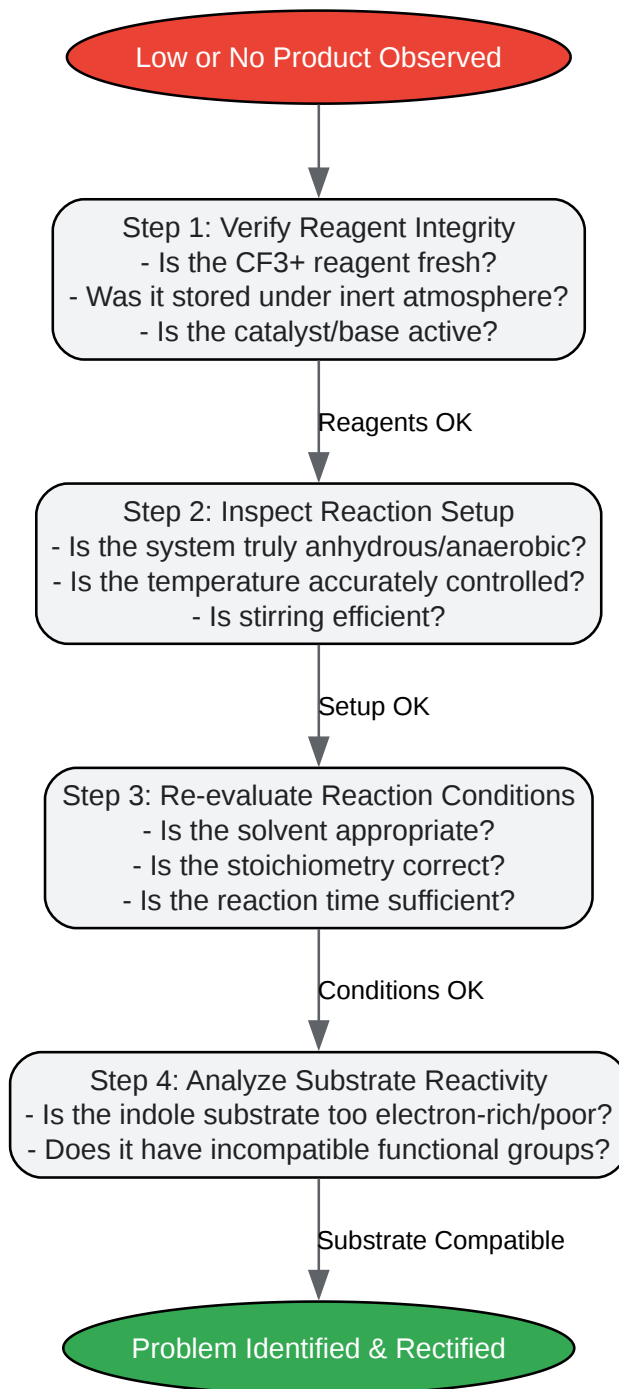 Low or No Product Observed
Step 1: Verify Reagent Integrity
- Is the CF3+ reagent fresh?
- Was it stored under inert atmosphere?
- Is the catalyst/base active?
Reagents OK
Step 2: Inspect Reaction Setup
- Is the system truly anhydrous/anaerobic?
- Is the temperature accurately controlled?
- Is stirring efficient?
Setup OK
Step 3: Re-evaluate Reaction Conditions
- Is the solvent appropriate?
- Is the stoichiometry correct?
- Is the reaction time sufficient?
Conditions OK
Step 4: Analyze Substrate Reactivity
- Is the indole substrate too electron-rich/poor?
- Does it have incompatible functional groups?
Substrate Compatible
Problem Identified & Rectified